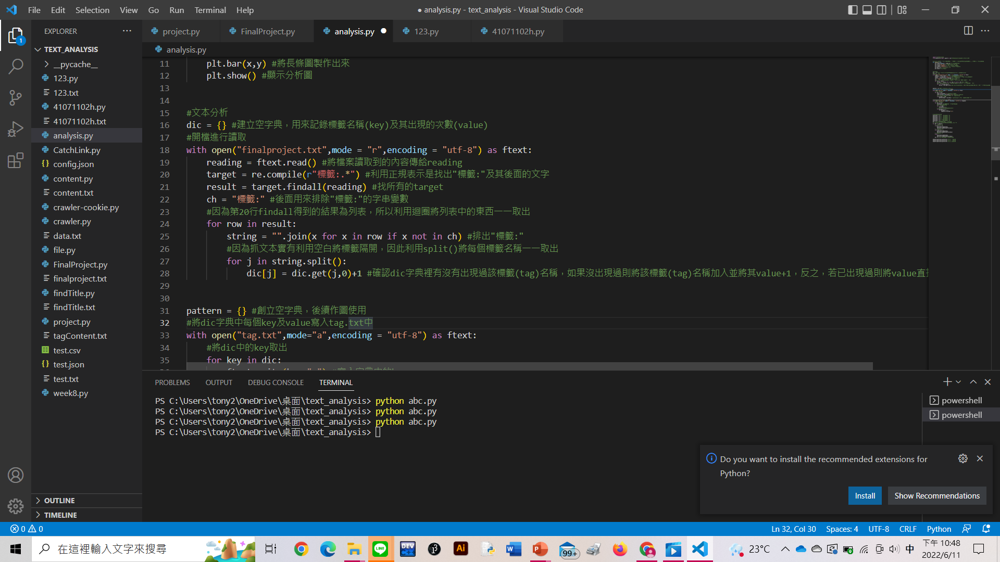 File Edit Selection View Go Run Terminal Help
● analysis.py - text_analysis - Visual Studio Code
EXPLORER
TEXT_ANALYSIS
__pycache__
123.py
123.txt
41071102h.py
41071102h.txt
analysis.py
CatchLink.py
config.json
content.py
content.txt
crawler-cookie.py
crawler.py
data.txt
file.py
FinalProject.py
finalproject.txt
findTitle.py
findTitle.txt
project.py
tagContent.txt
test.csv
test.json
test.txt
week8.py
OUTLINE
TIMELINE
project.py FinalProject.py analysis.py 123.py 41071102h.py
analysis.py
11 plt.bar(x,y) #將長條圖製作出來
12 plt.show() #顯示分析圖
13
14
15 #文本分析
16 dic = {} #建立空字典，用來記錄標籤名稱(key)及其出現的次數(value)
17 #開檔進行讀取
18 with open("finalproject.txt",mode = "r",encoding = "utf-8") as ftext:
19 reading = ftext.read() #將檔案讀取到的內容傳給reading
20 target = re.compile(r"標籤:.*") #利用正規表示是找出"標籤:"及其後面的文字
21 result = target.findall(reading) #找所有的target
22 ch = "標籤:" #後面用來排除"標籤:"的字串變數
23 #因為第20行findall得到的結果為列表，所以利用迴圈將列表中的東西一一取出
24 for row in result:
25 string = "".join(x for x in row if x not in ch) #排出"標籤:"
26 #因為抓文本實有利用空白將標籤隔開，因此利用split()將每個標籤名稱一一取出
27 for j in string.split():
28 dic[j] = dic.get(j,0)+1 #確認dic字典裡有沒有出現過該標籤(tag)名稱，如果沒出現過則將該標籤(tag)名稱加入並將其value+1，反之，若已出現過則將value直
29
30
31 pattern = {} #創立空字典，後續作圖使用
32 #將dic字典中每個key及value寫入tag.txt中
33 with open("tag.txt",mode="a",encoding = "utf-8") as ftext:
34 #將dic中的key取出
35 for key in dic:
PROBLEMS OUTPUT DEBUG CONSOLE TERMINAL
PS C:\Users\tony2\OneDrive\桌面\text_analysis> python abc.py
PS C:\Users\tony2\OneDrive\桌面\text_analysis> python abc.py
PS C:\Users\tony2\OneDrive\桌面\text_analysis> python abc.py
PS C:\Users\tony2\OneDrive\桌面\text_analysis>
powershell
powershell
Do you want to install the recommended extensions for
Python?
Install Show Recommendations
0 0
Ln 32, Col 30 Spaces: 4 UTF-8 CRLF Python
在這裡輸入文字來搜尋
LINE DEV C++ Ai 99+
23°C 中 下午 10:48
2022/6/11